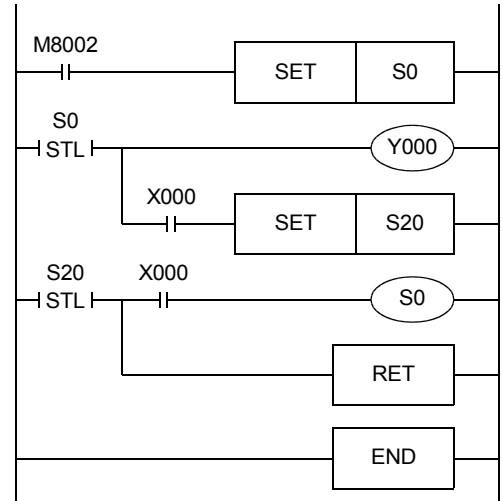 M8002
SET S0
S0
STL
Y000
X000
SET S20
S20 X000
STL
S0
RET
END